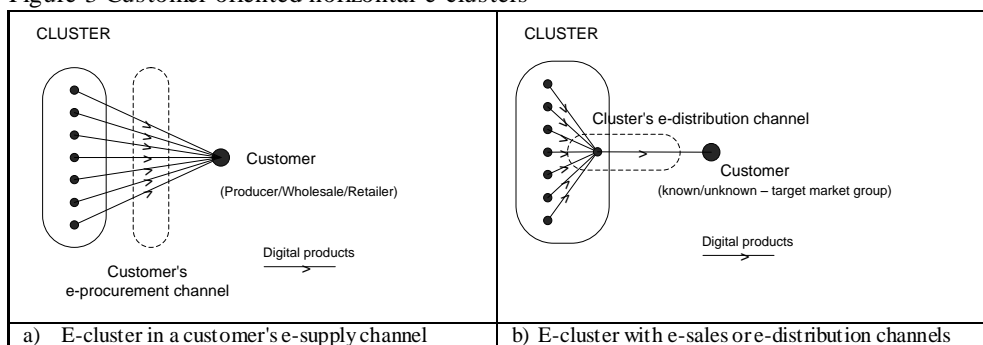 Figure 3 Customer oriented horizontal e-clusters
CLUSTER
Customer
(Producer/Wholesale/Retailer)
Digital products
Customer's
e-procurement channel
a) E-cluster in a customer's e-supply channel
CLUSTER
Cluster's e-distribution channel
Customer
(known/unknown – target market group)
Digital products
b) E-cluster with e-sales or e-distribution channels